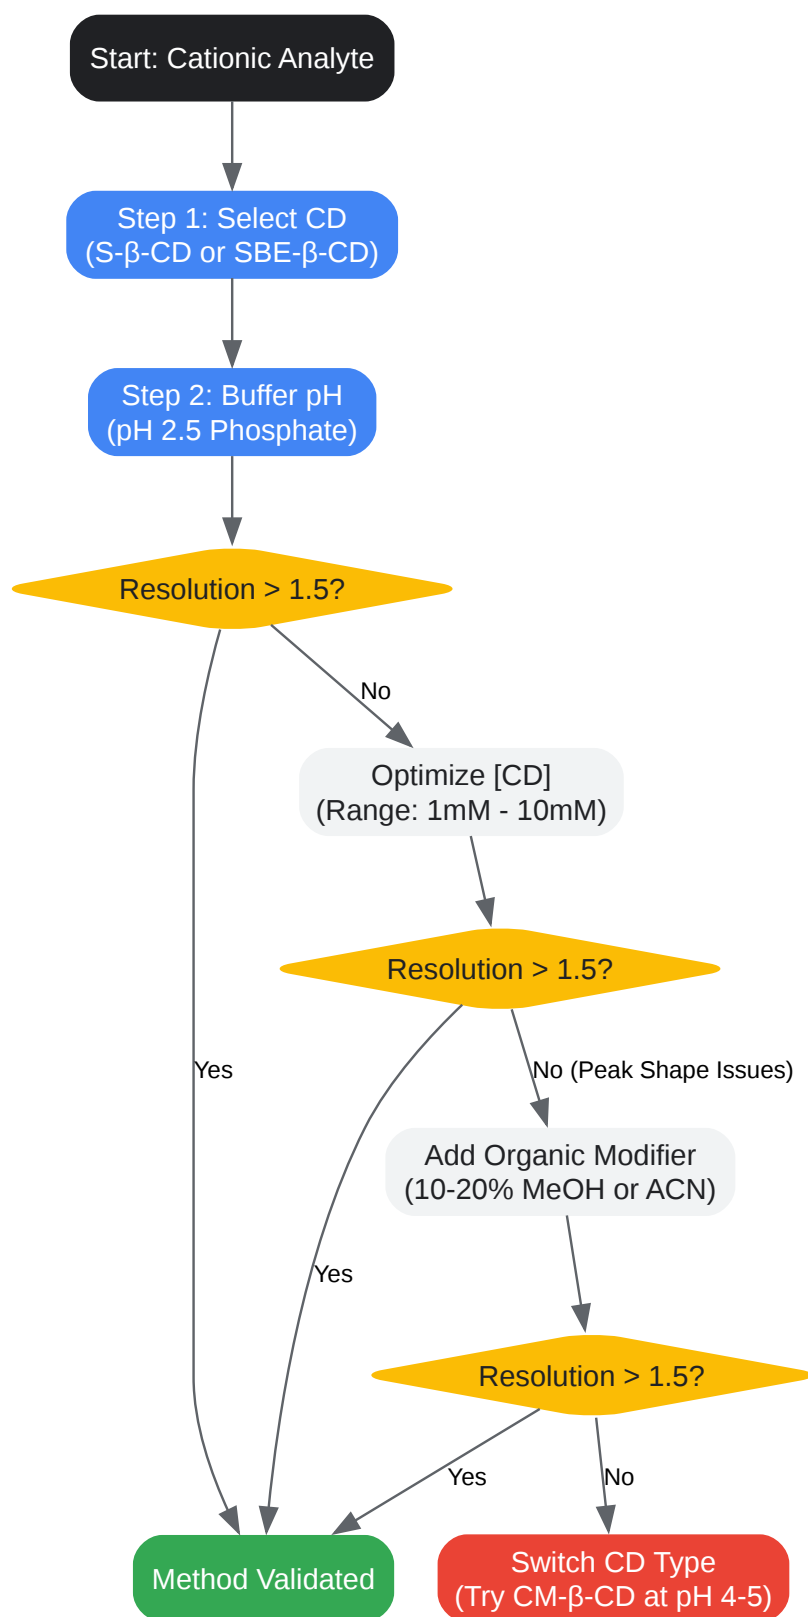 Start: Cationic Analyte
Step 1: Select CD
(S-β-CD or SBE-β-CD)
Step 2: Buffer pH
(pH 2.5 Phosphate)
Resolution > 1.5?
No
Optimize [CD]
(Range: 1mM - 10mM)
Resolution > 1.5?
Yes
No (Peak Shape Issues)
Add Organic Modifier
(10-20% MeOH or ACN)
Yes
Resolution > 1.5?
Yes
No
Method Validated
Switch CD Type
(Try CM-β-CD at pH 4-5)